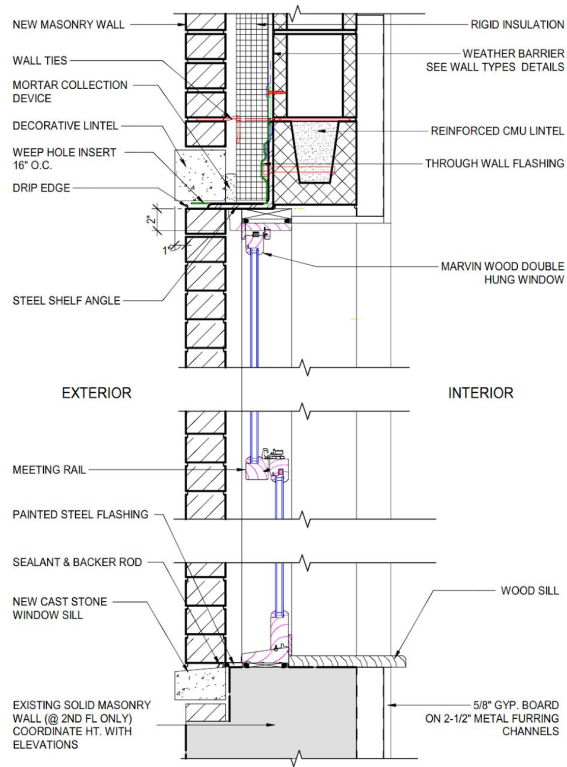 NEW MASONRY WALL
WALL TIES
MORTAR COLLECTION
DEVICE
DECORATIVE LINTEL
WEEP HOLE INSERT
16" O.C.
DRIP EDGE
2"
1"
STEEL SHELF ANGLE
RIGID INSULATION
WEATHER BARRIER
SEE WALL TYPES DETAILS
REINFORCED CMU LINTEL
THROUGH WALL FLASHING
MARVIN WOOD DOUBLE
HUNG WINDOW
EXTERIOR
INTERIOR
MEETING RAIL
PAINTED STEEL FLASHING
SEALANT & BACKER ROD
NEW CAST STONE
WINDOW SILL
EXISTING SOLID MASONRY
WALL (@ 2ND FL ONLY)
COORDINATE HT. WITH
ELEVATIONS
WOOD SILL
5/8" GYP. BOARD
ON 2-1/2" METAL FURRING
CHANNELS